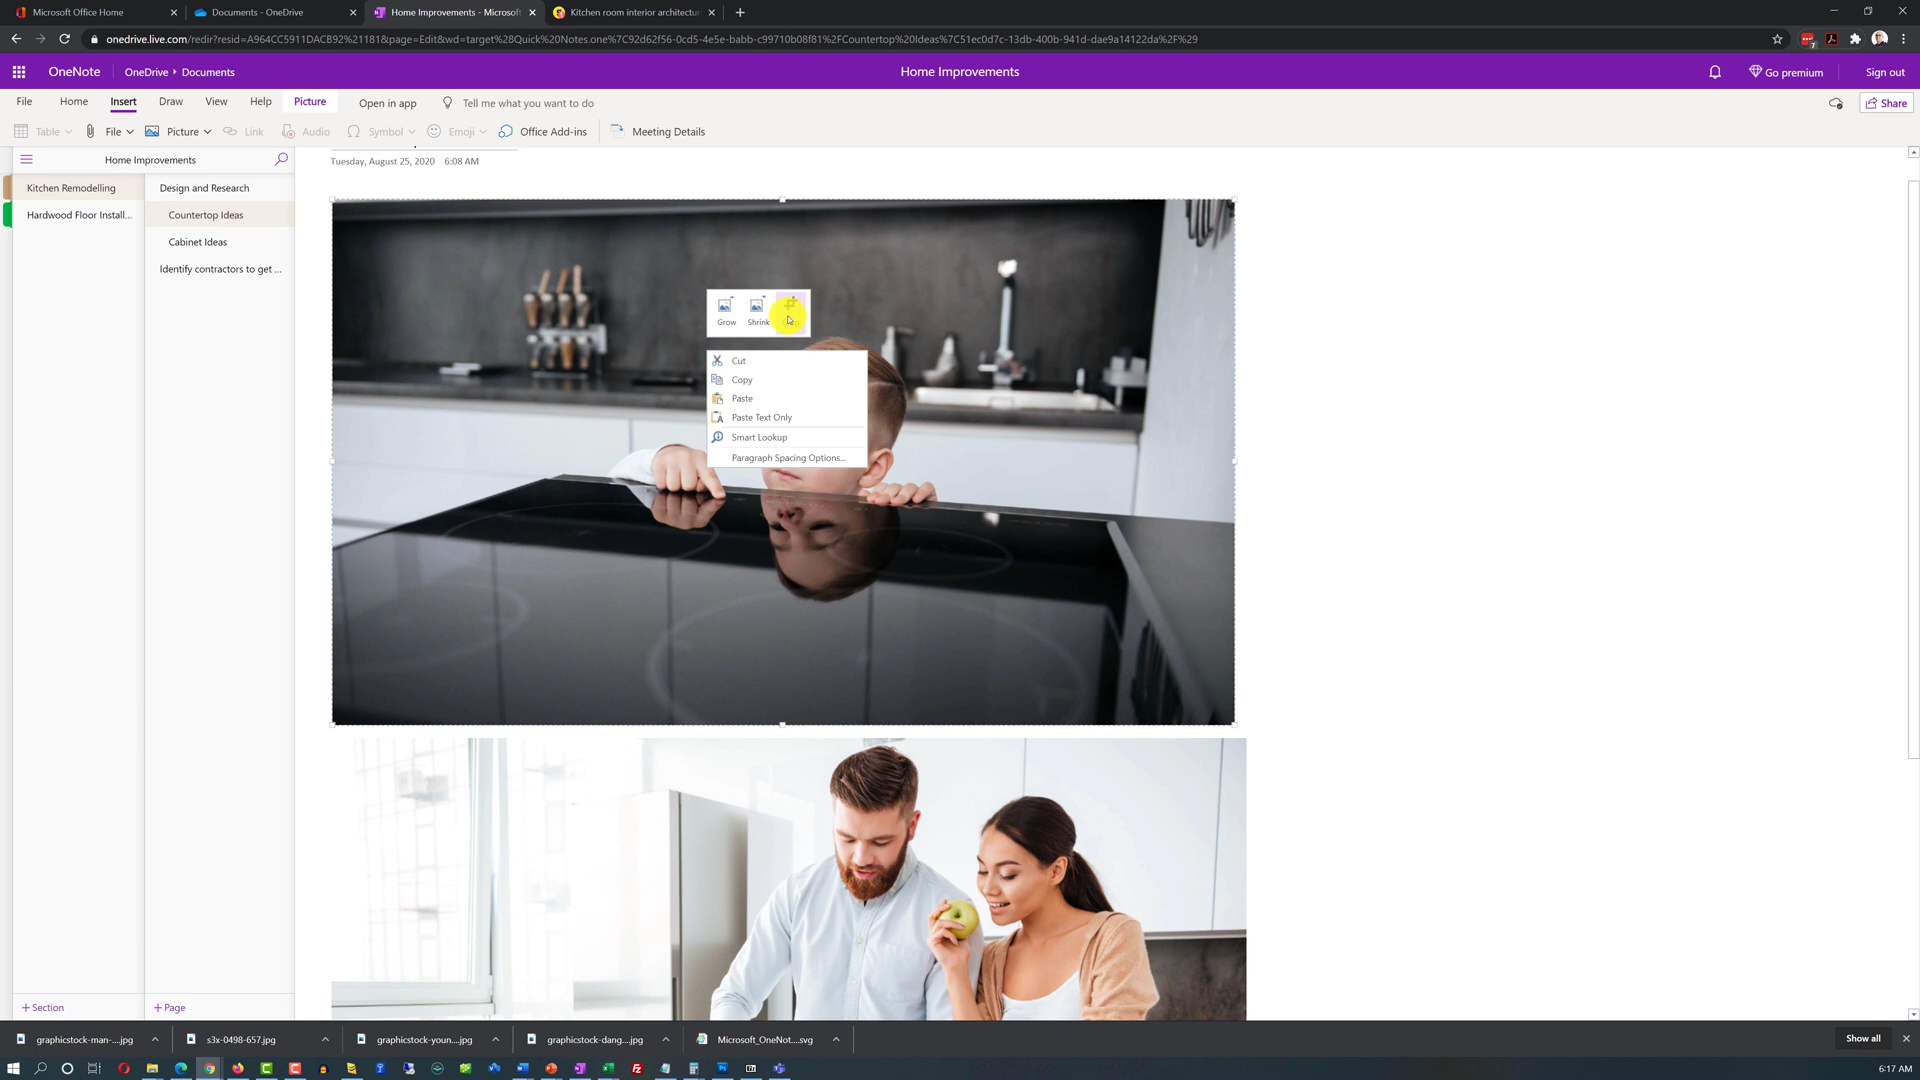 Microsoft Office Home
Documents - OneDrive
Home Improvements - Microsoft
Kitchen room interior architectur
onedrive.live.com/redir?resid=A964CC5911DACB92%21181&page=Edit&wd=target%28Quick%20Notes.one%7C92d62f56-0cd5-4e5e-babb-c99710b08f81%2FCountertop%20Ideas%7C51ec0d7c-13db-400b-941d-dae9a14122da%2F%29
7
OneNote
OneDrive
Documents
Home Improvements
Go premium
Sign out
File
Home
Insert
Draw
View
Help
Picture
Open in app
Tell me what you want to do
Share
Table
File
Picture
Link
Audio
Symbol
Emoji
Office Add-ins
Meeting Details
Home Improvements
Tuesday, August 25, 2020 6:08 AM
Kitchen Remodelling
Hardwood Floor Install...
Design and Research
Countertop Ideas
Cabinet Ideas
Identify contractors to get ...
Grow
Shrink
Cut
Copy
Paste
Paste Text Only
Smart Lookup
Paragraph Spacing Options...
+ Section
+ Page
graphicstock-man-....jpg
s3x-0498-657.jpg
graphicstock-youn....jpg
graphicstock-dang....jpg
Microsoft_OneNot....svg
Show all
6:17 AM